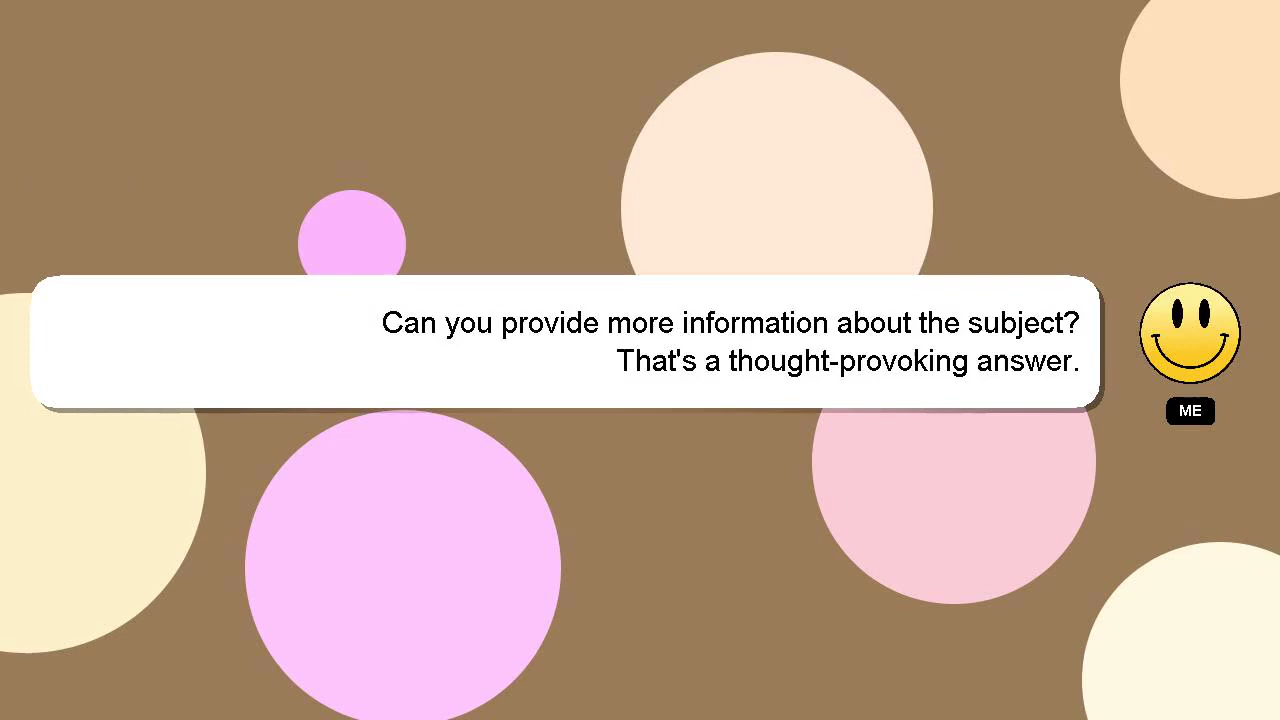 Can you provide more information about the subject?
That's a thought-provoking answer.
ME